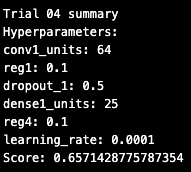 Trial 04 summary
Hyperparameters:
conv1_units: 64
reg1: 0.1
dropout_1: 0.5
dense1_units: 25
reg4: 0.1
learning_rate: 0.0001
Score: 0.6571428775787354